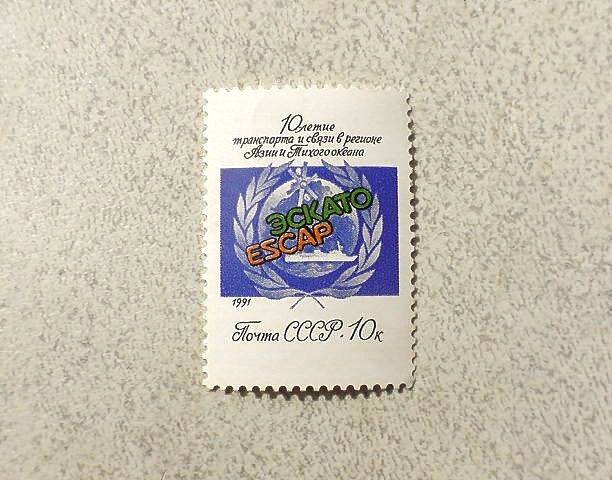 10летие
транспорта и связи в регионе
Азии и Тихого океана
ЭСКАТО
ESCAP
1991
Почта СССР·10к